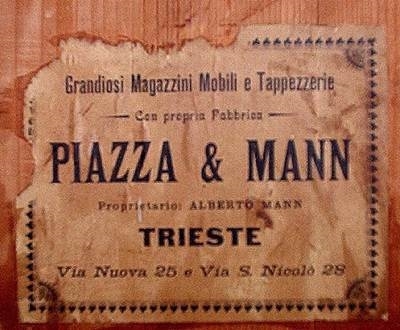 Grandiosi Magazzini Mobili e Tappezzerie
Con propria Fabbrica
PIAZZA & MANN
Proprietario: ALBERTO MANN
TRIESTE
Via Nuova 25 e Via S. Nicolò 28